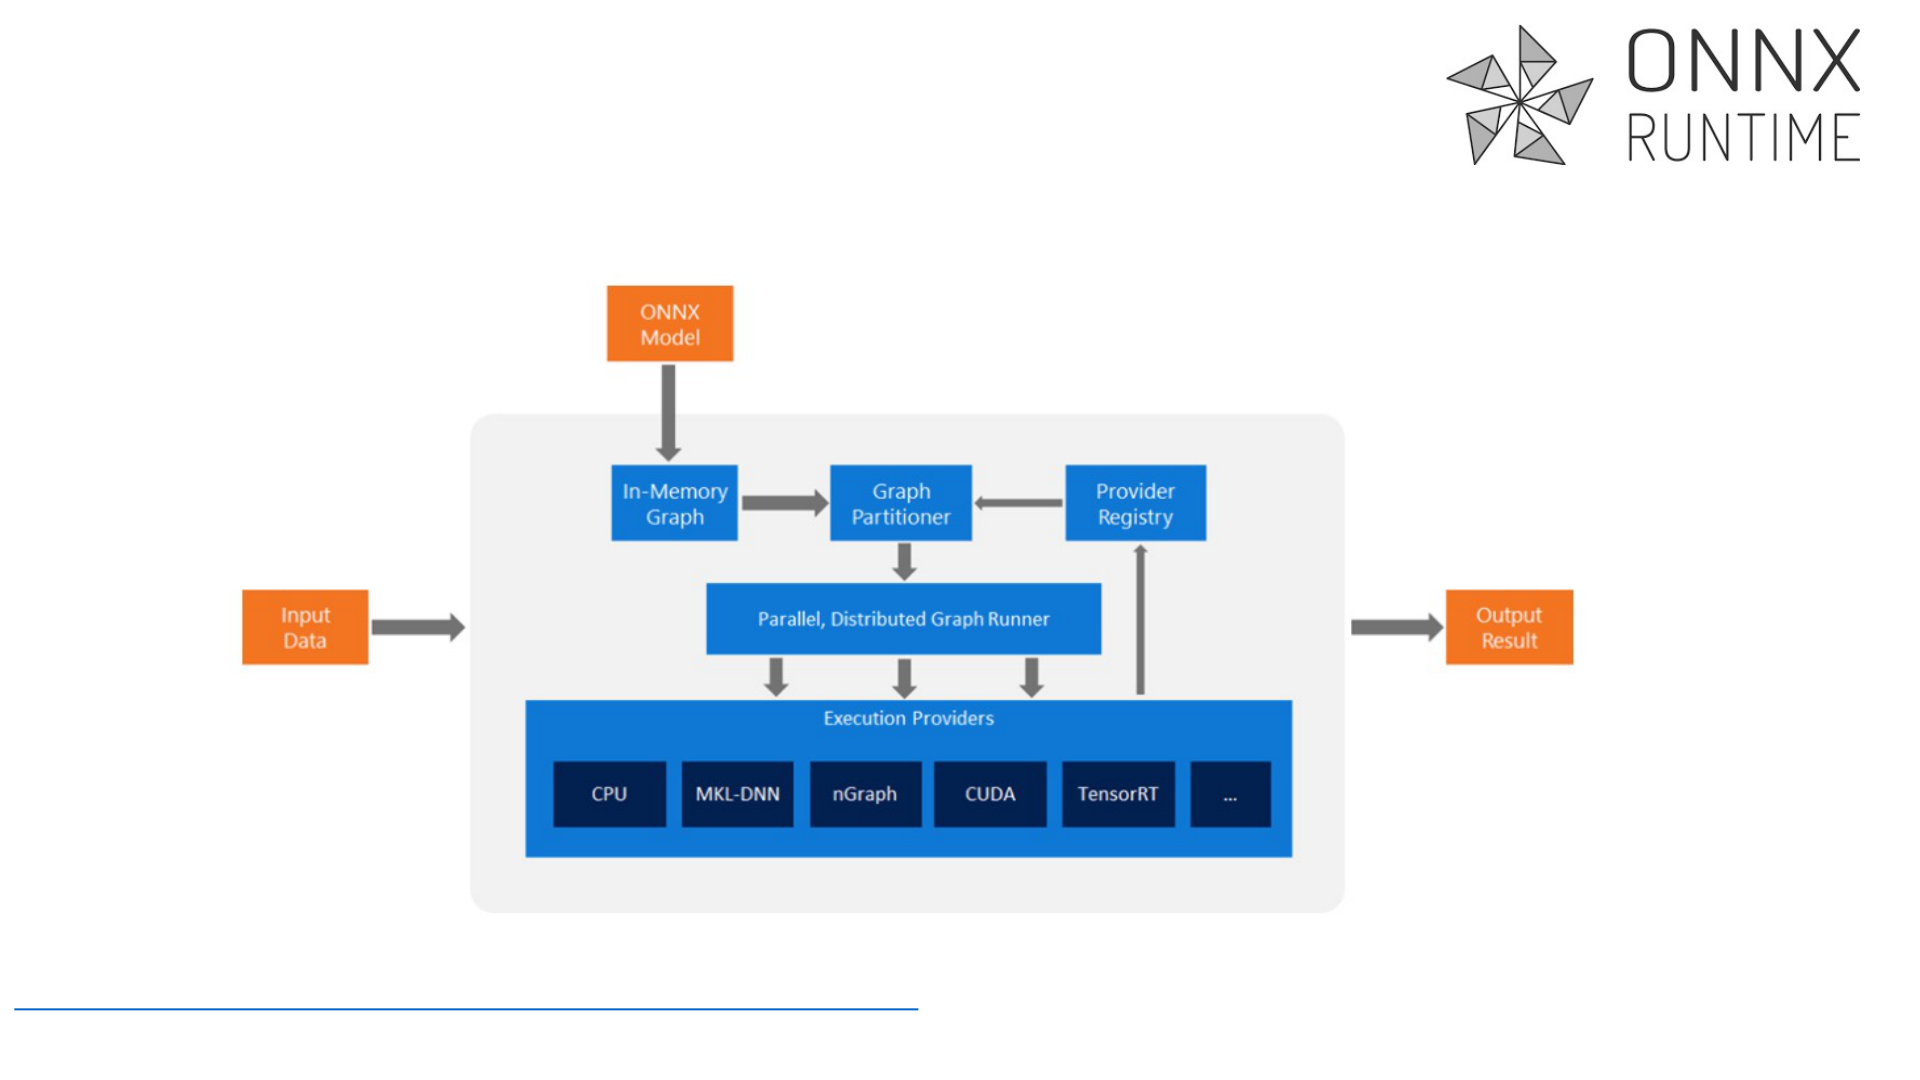 ONNX
RUNTIME
ONNX
Model
In-Memory
Graph
Graph
Partitioner
Provider
Registry
Input
Data
Parallel, Distributed Graph Runner
Output
Result
Execution Providers
CPU
MKL-DNN
nGraph
CUDA
TensorRT
...